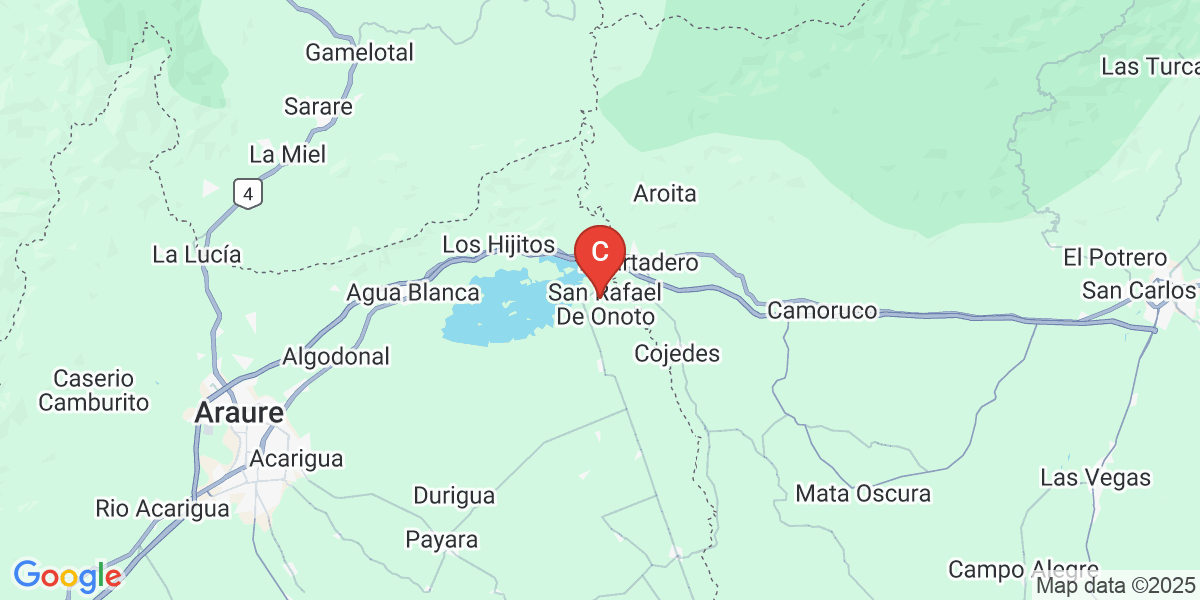 Gamelotal
Las Turca
Sarare
La Miel
4
Aroita
Los Hijitos
C
La Lucía
rtadero
El Potrero
Agua Blanca
San Rafael
De Onoto
San Carlos
Camoruco
Algodonal
Cojedes
Caserio
Camburito
Araure
Acarigua
Las Vegas
Durigua
Mata Oscura
Rio Acarigua
Payara
Campo Alegre
Google
Map data ©2025